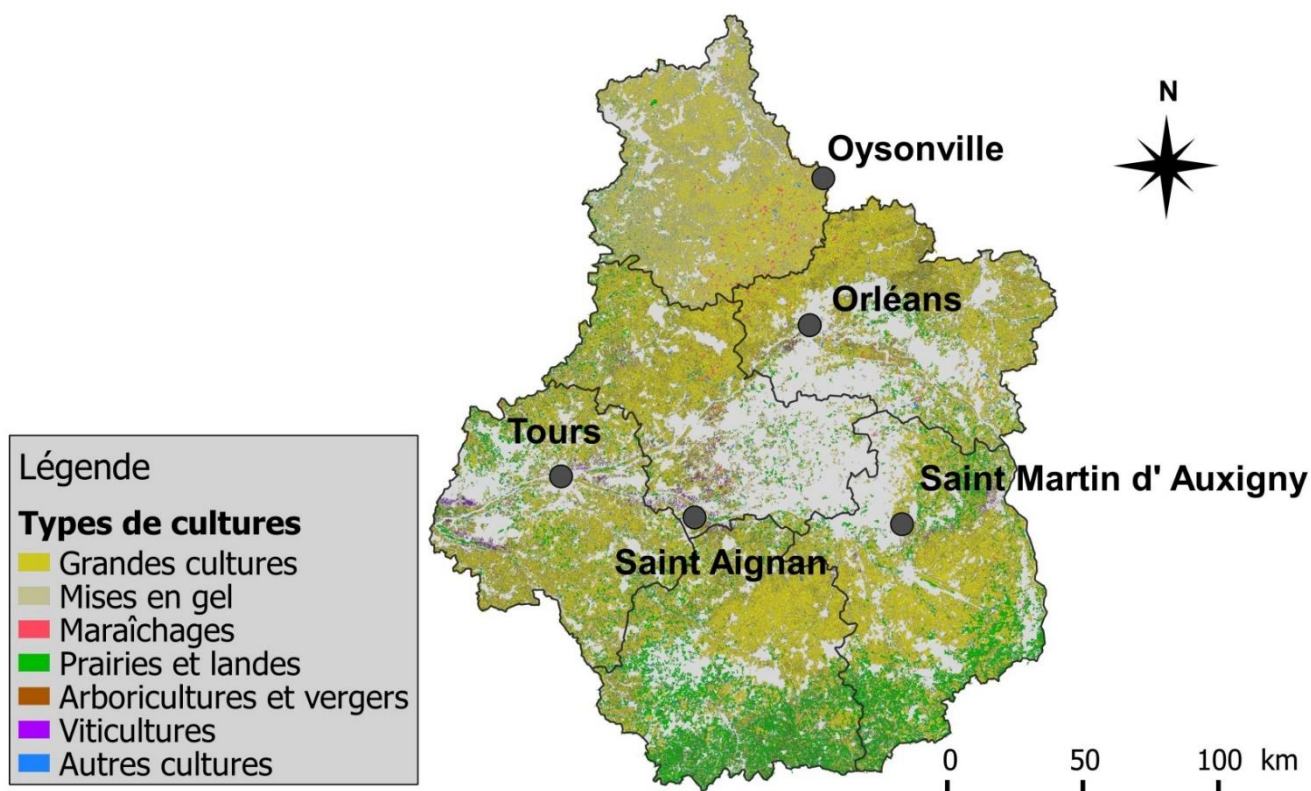 N
Oysonville
Orléans
Tours
Saint Martin d' Auxigny
Saint Aignan
Légende
Types de cultures
Grandes cultures
Mises en gel
Maraîchages
Prairies et landes
Arboricultures et vergers
Viticultures
Autres cultures
0 50 100 km